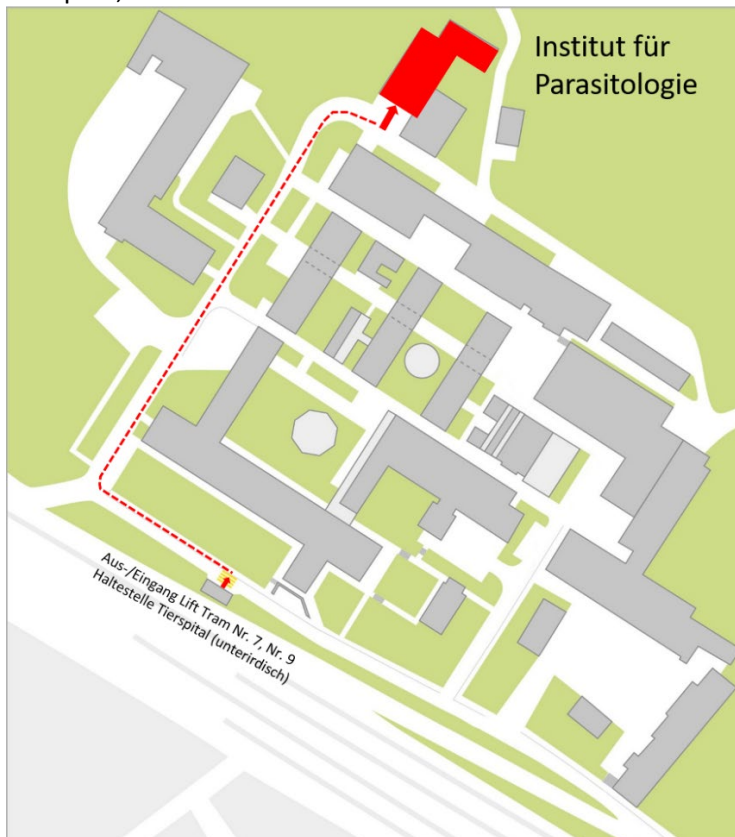 Institut für
Parasitologie
Aus-/Eingang Lift Tram Nr. 7, Nr. 9
Haltestelle Tierspital (unterirdisch)